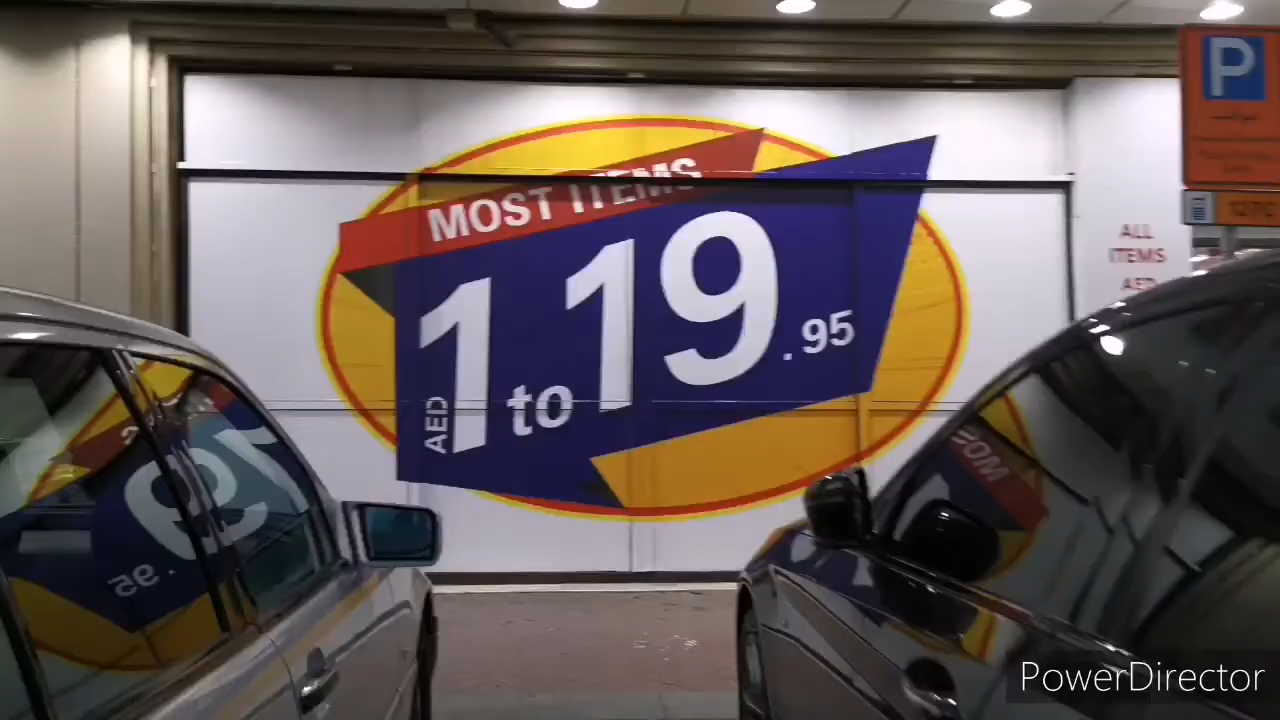 MOST ITEMS
AED 1 to 19.95
P
ALL
ITEMS
AED
PowerDirector